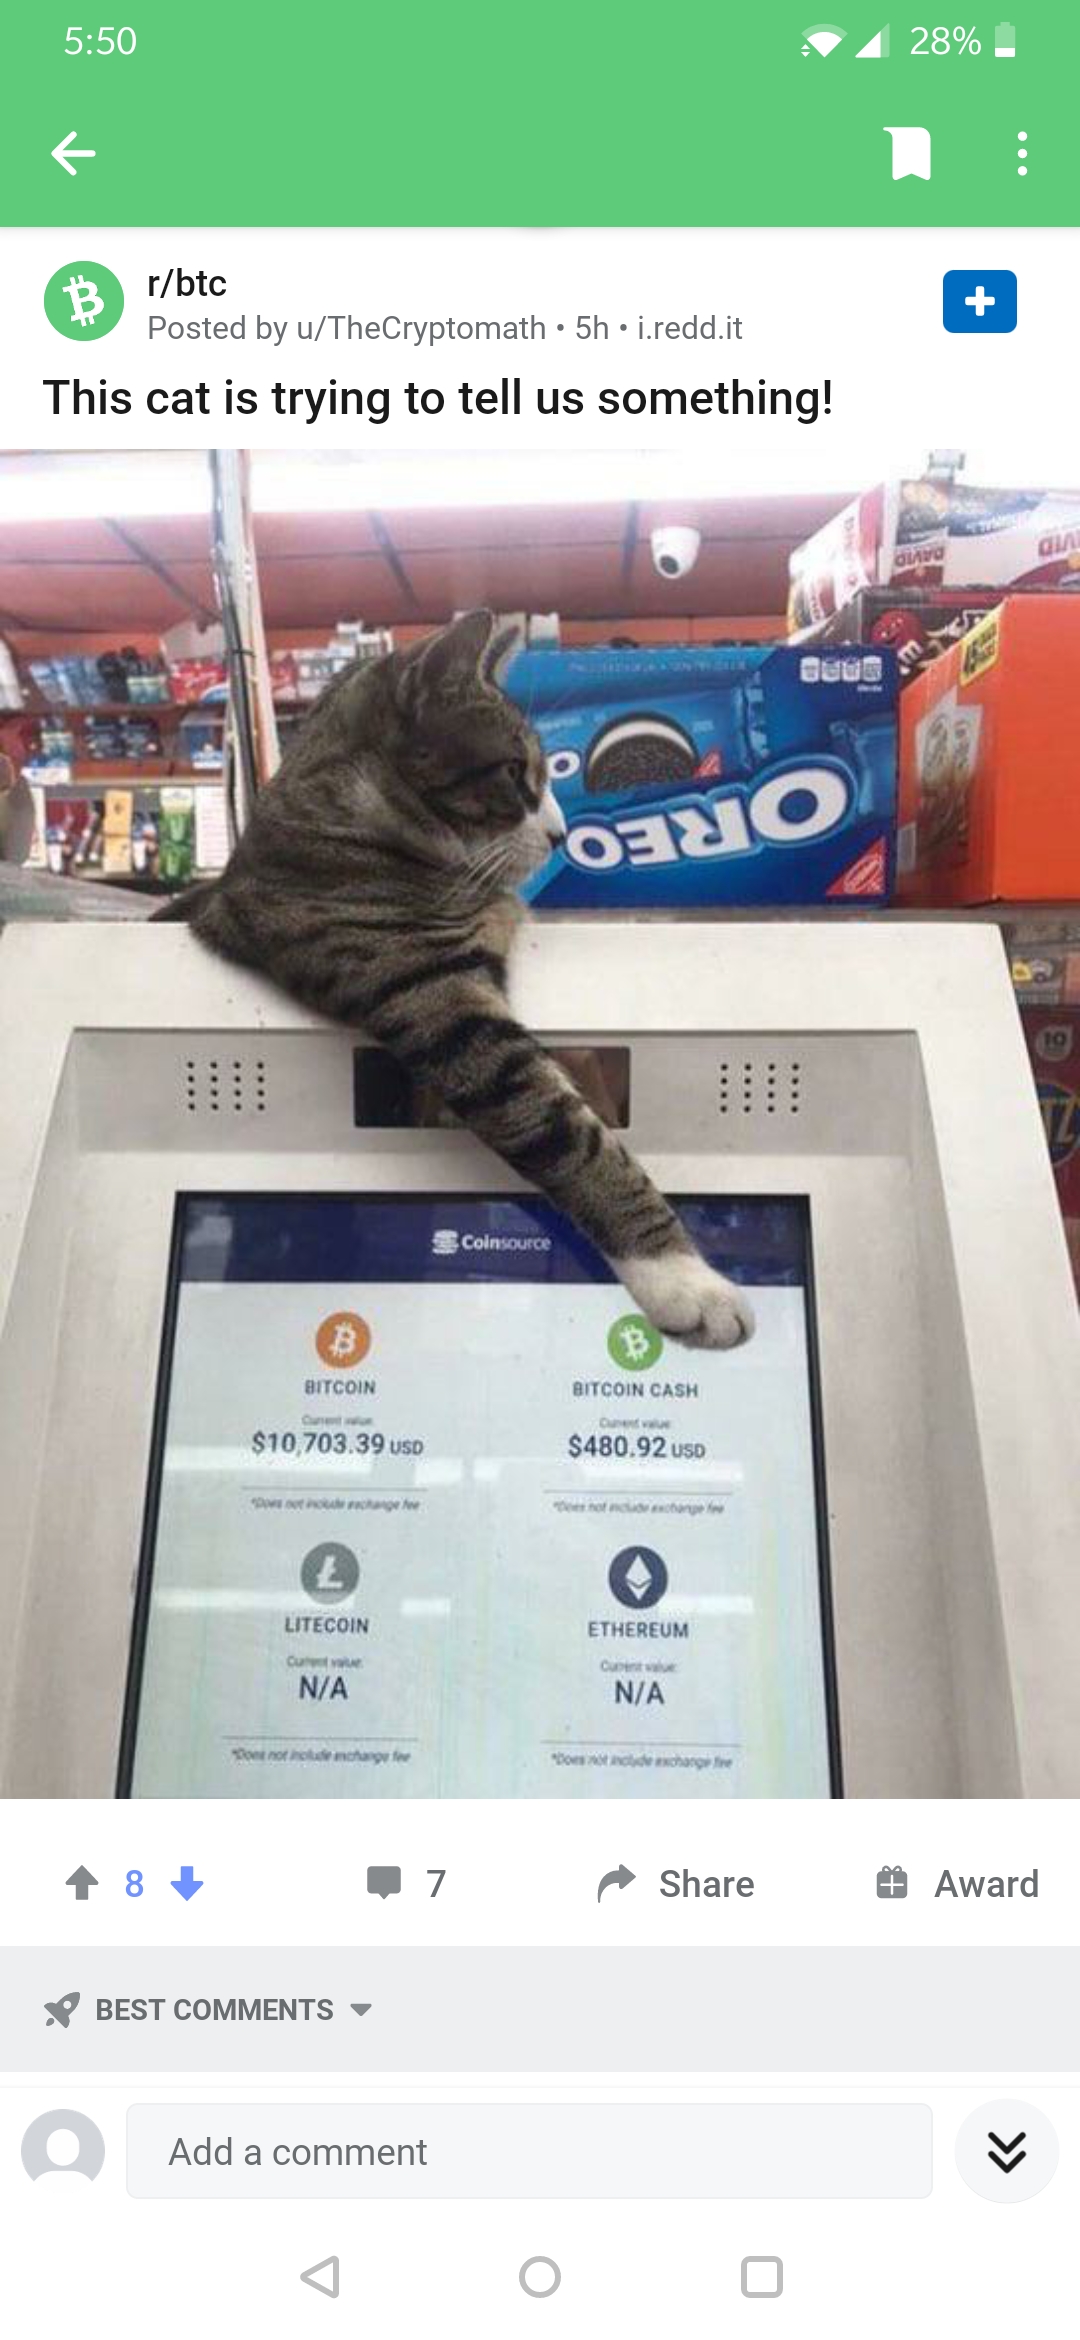 5:50
28%
r/btc
Posted by u/TheCryptomath • 5h • i.redd.it
This cat is trying to tell us something!
DAVID
DAVID
OREO
10
Coinsource
BITCOIN
Current value
$10,703.39 USD
*Does not include exchange fee
BITCOIN CASH
Current value
$480.92 USD
*Does not include exchange fee
LITECOIN
Current value
N/A
*Does not include exchange fee
ETHEREUM
Current value
N/A
*Does not include exchange fee
8
7
Share
Award
BEST COMMENTS
Add a comment